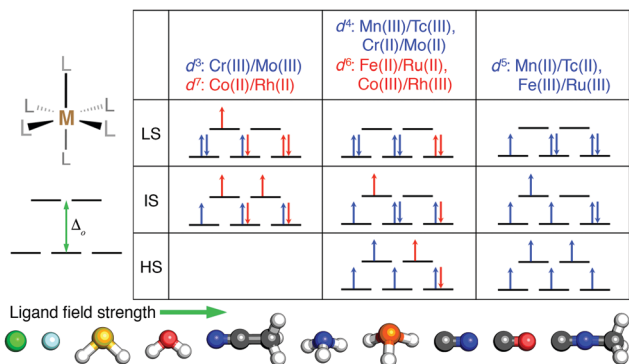 d⁴: Mn(III)/Tc(III),
Cr(II)/Mo(II)
d³: Cr(III)/Mo(III)
d⁷: Co(II)/Rh(II)
d⁶: Fe(II)/Ru(II),
Co(III)/Rh(III)
d⁵: Mn(II)/Tc(II),
Fe(III)/Ru(III)
L
L L
M
L L
L
Δₒ
LS
IS
HS
Ligand field strength